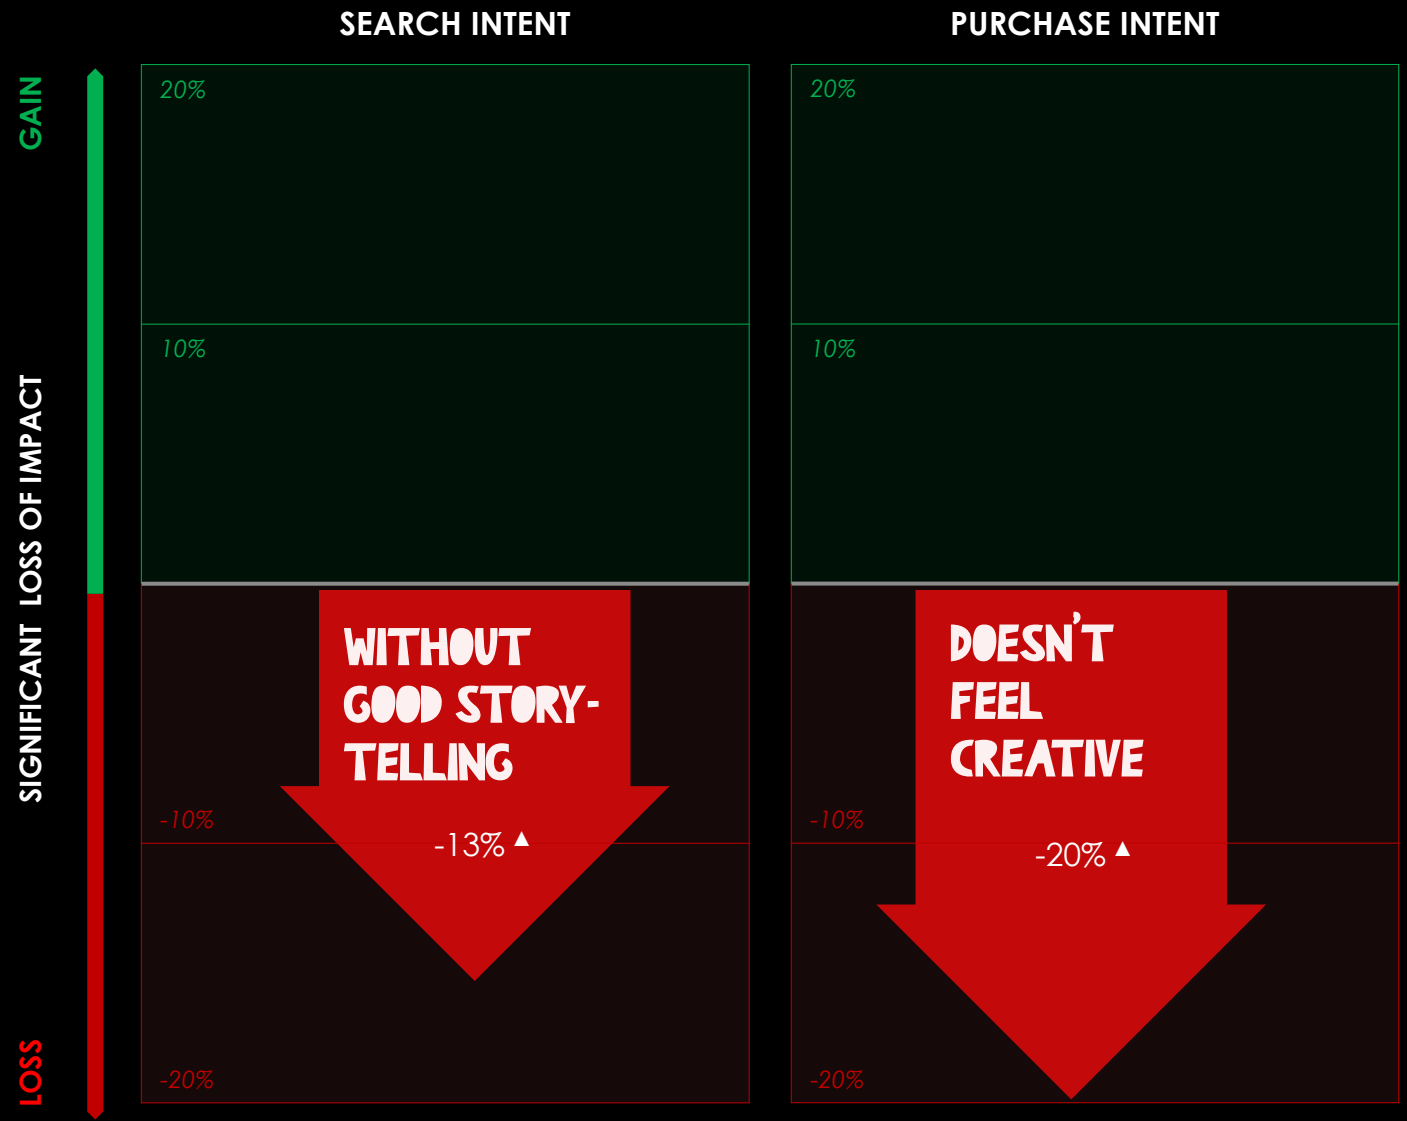 SEARCH INTENT
PURCHASE INTENT
GAIN
SIGNIFICANT LOSS OF IMPACT
LOSS
20%
10%
WITHOUT
GOOD STORY-
TELLING
-10%
-13% ▲
-20%
20%
10%
DOESN'T
FEEL
CREATIVE
-10%
-20% ▲
-20%